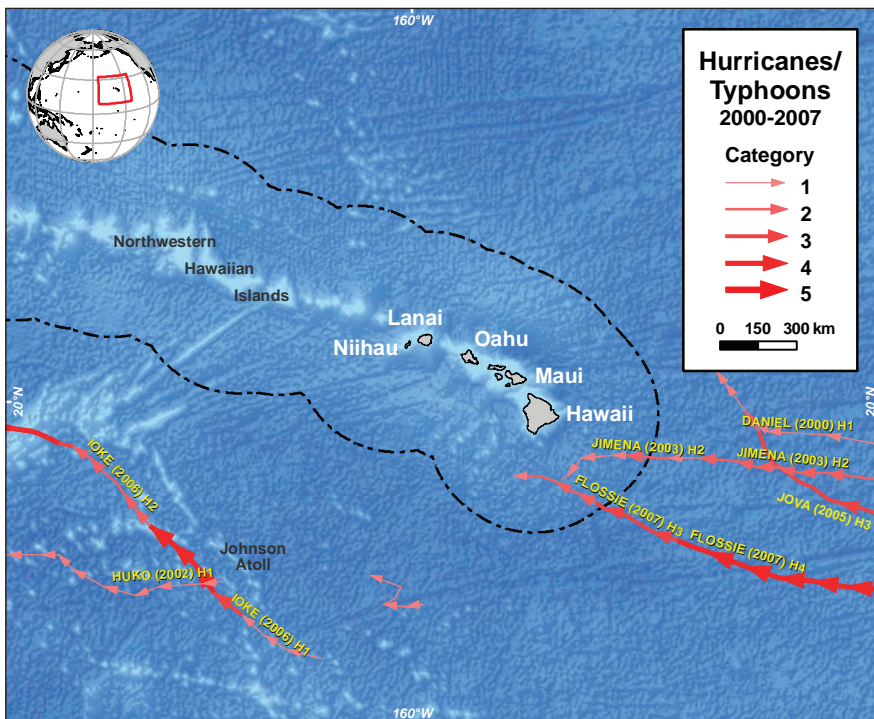 160°W
Hurricanes/
Typhoons
2000-2007
Category
1
2
3
4
5
0 150 300 km
Northwestern
Hawaiian
Islands
Lanai
Niihau
Oahu
Maui
Hawaii
20°N
20°N
DANIEL (2000) H1
JIMENA (2003) H2
JIMENA (2003) H2
JOVA (2005) H3
FLOSSIE (2007) H3
FLOSSIE (2007) H4
IOKE (2006) H2
Johnson
Atoll
HUKO (2002) H1
IOKE (2006) H1
160°W